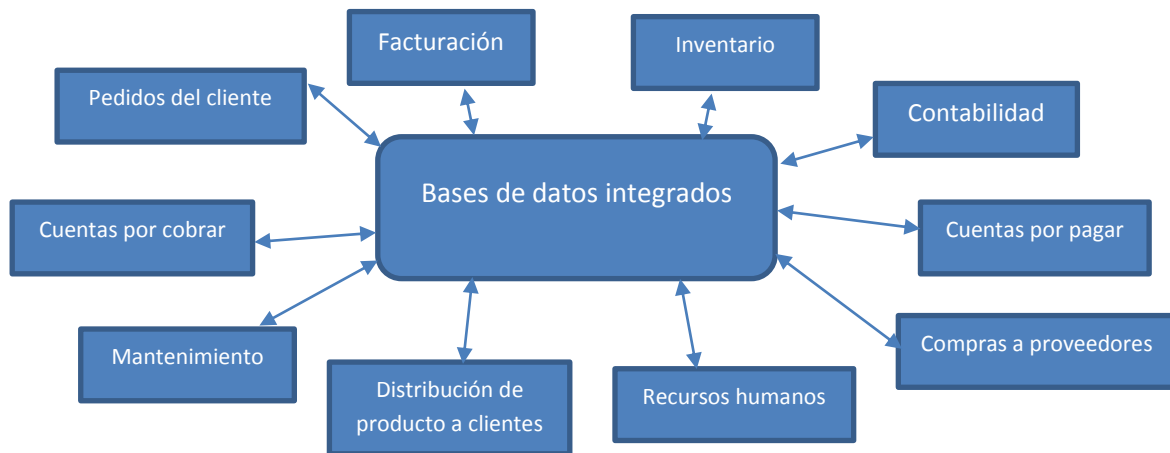 Facturación
Inventario
Pedidos del cliente
Contabilidad
Bases de datos integrados
Cuentas por cobrar
Cuentas por pagar
Mantenimiento
Compras a proveedores
Distribución de
producto a clientes
Recursos humanos